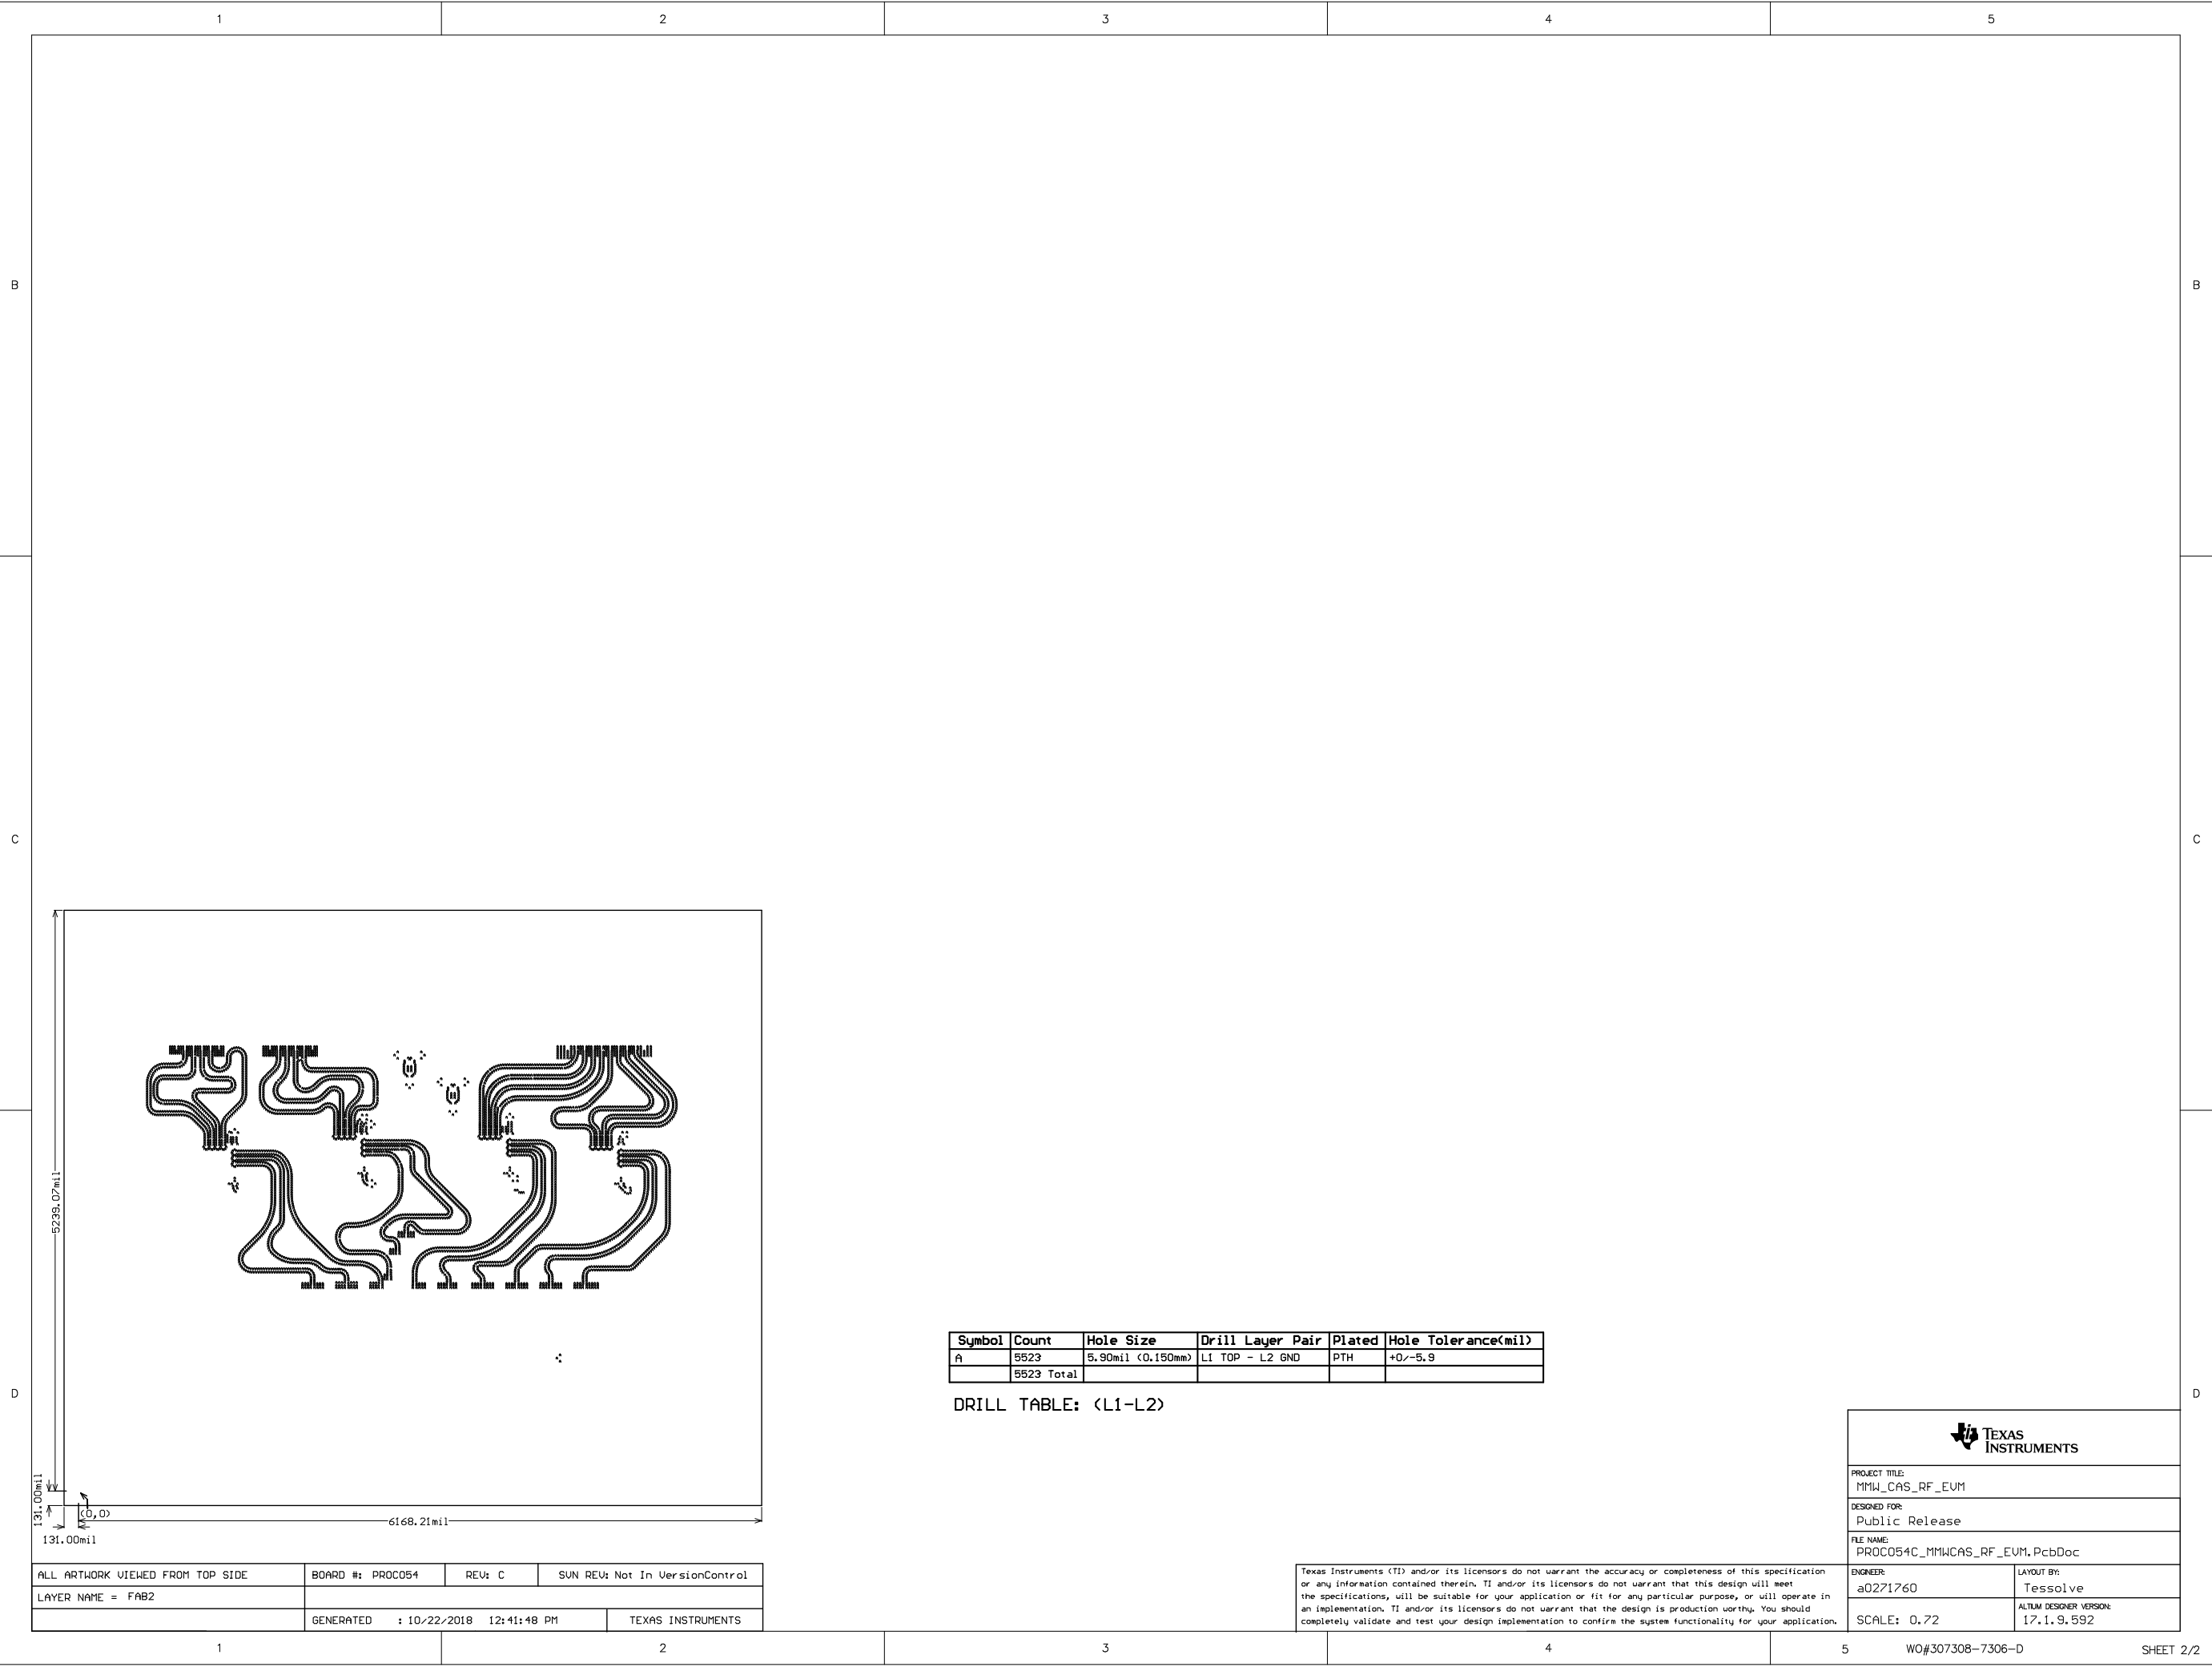 1 2 3 4 5
B B
C C
5239.07mil
Symbol Count Hole Size Drill Layer Pair Plated Hole Tolerance(mil)
A 5523 5.90mil (0.150mm) L1 TOP - L2 GND PTH +0/-5.9
5523 Total
D D
DRILL TABLE: (L1-L2)
TEXAS
INSTRUMENTS
131.00mil
(0,0)
6168.21mil
131.00mil
PROJECT TITLE:
MMW_CAS_RF_EVM
DESIGNED FOR:
Public Release
FILE NAME:
PROC054C_MMWCAS_RF_EVM.PcbDoc
ENGINEER:
a0271760
LAYOUT BY:
Tessolve
SCALE: 0.72
ALTIUM DESIGNER VERSION:
17.1.9.592
ALL ARTWORK VIEWED FROM TOP SIDE BOARD #: PROC054 REV: C SVN REV: Not In VersionControl
LAYER NAME = FAB2
GENERATED : 10/22/2018 12:41:48 PM TEXAS INSTRUMENTS
Texas Instruments (TI) and/or its licensors do not warrant the accuracy or completeness of this specification
or any information contained therein. TI and/or its licensors do not warrant that this design will meet
the specifications, will be suitable for your application or fit for any particular purpose, or will operate in
an implementation. TI and/or its licensors do not warrant that the design is production worthy. You should
completely validate and test your design implementation to confirm the system functionality for your application.
1 2 3 4 5 WO#307308-7306-D SHEET 2/2